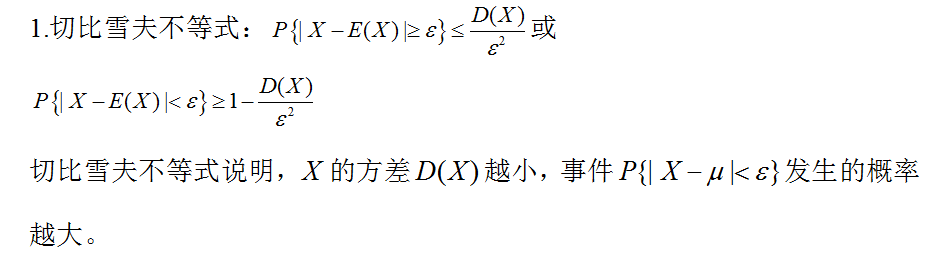 1.切比雪夫不等式：$P\{|X-E(X)|\geq\varepsilon\}\leq\frac{D(X)}{\varepsilon^2}$或
$P\{|X-E(X)|<\varepsilon\}\geq 1-\frac{D(X)}{\varepsilon^2}$
切比雪夫不等式说明，$X$的方差$D(X)$越小，事件$P\{|X-\mu|<\varepsilon\}$发生的概率
越大。